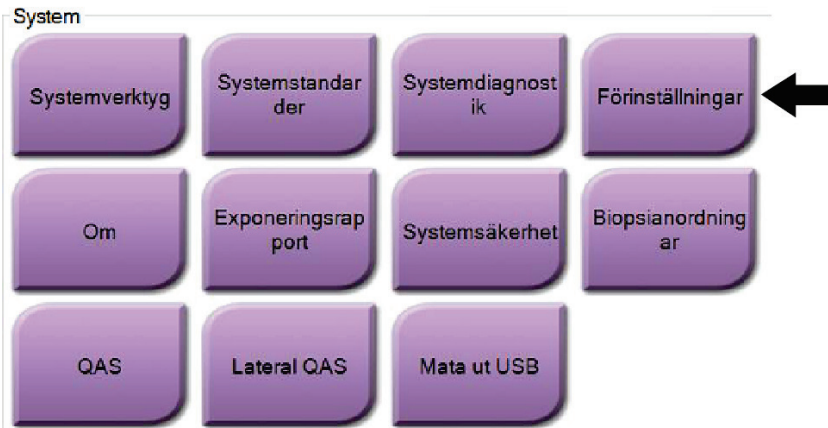 System
Systemverktyg
Systemstandar
der
Systemdiagnost
ik
Förinställningar
Om
Exponeringsrap
port
Systemsäkerhet
Biopsianordning
ar
QAS
Lateral QAS
Mata ut USB